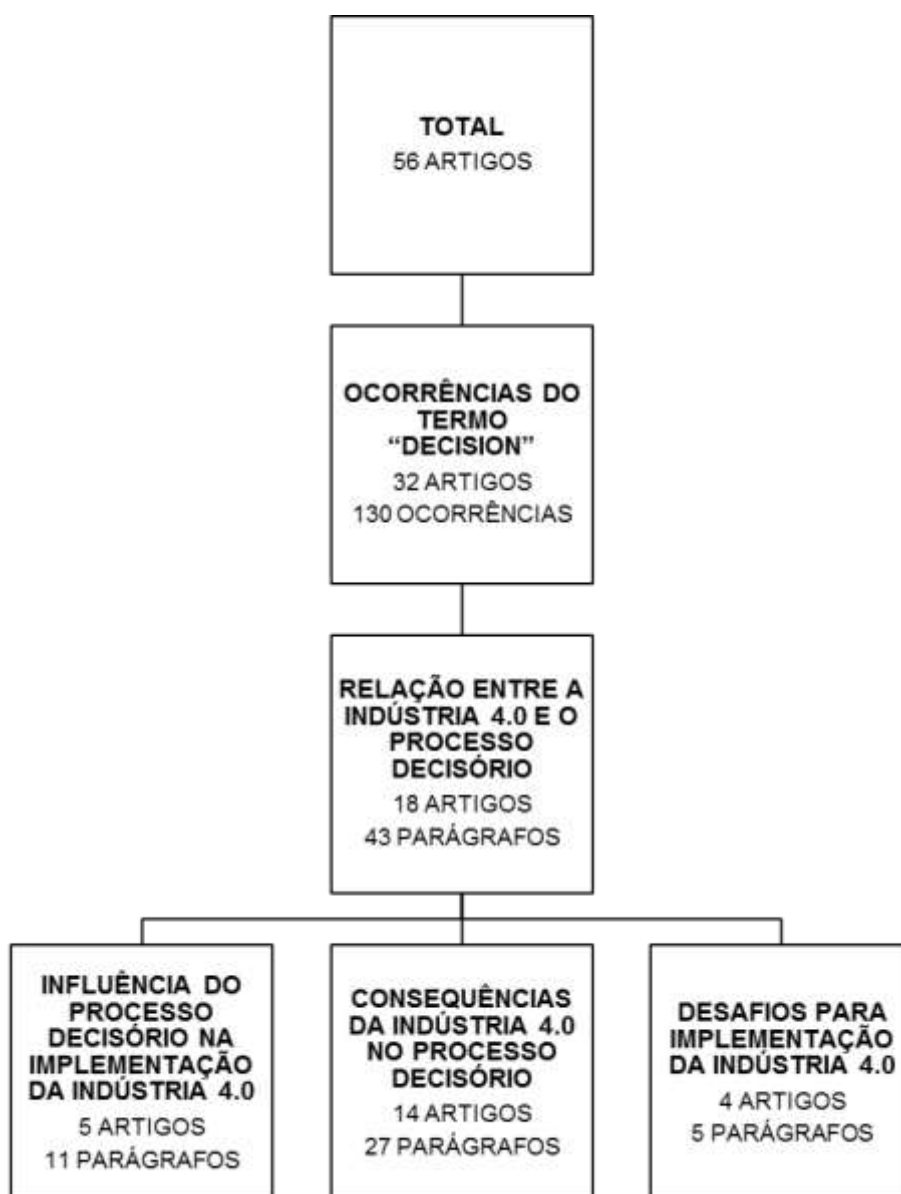 TOTAL
56 ARTIGOS
OCORRÊNCIAS DO
TERMO
“DECISION”
32 ARTIGOS
130 OCORRÊNCIAS
RELAÇÃO ENTRE A
INDÚSTRIA 4.0 E O
PROCESSO
DECISÓRIO
18 ARTIGOS
43 PARÁGRAFOS
INFLUÊNCIA DO
PROCESSO
DECISÓRIO NA
IMPLEMENTAÇÃO
DA INDÚSTRIA 4.0
5 ARTIGOS
11 PARÁGRAFOS
CONSEQUÊNCIAS
DA INDÚSTRIA 4.0
NO PROCESSO
DECISÓRIO
14 ARTIGOS
27 PARÁGRAFOS
DESAFIOS PARA
IMPLEMENTAÇÃO
DA INDÚSTRIA 4.0
4 ARTIGOS
5 PARÁGRAFOS